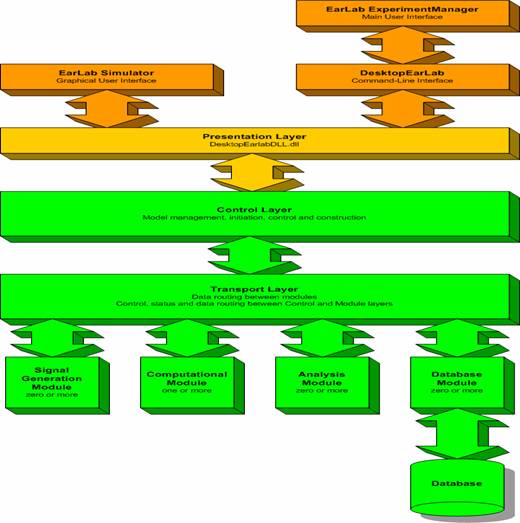 EarLab ExperimentManager
Main User Interface
EarLab Simulator
Graphical User Interface
DesktopEarLab
Command-Line Interface
Presentation Layer
DesktopEarlabDLL.dll
Control Layer
Model management, initiation, control and construction
Transport Layer
Data routing between modules
Control, status and data routing between Control and Module layers
Signal
Generation
Module
zero or more
Computational
Module
one or more
Analysis
Module
zero or more
Database
Module
zero or more
Database